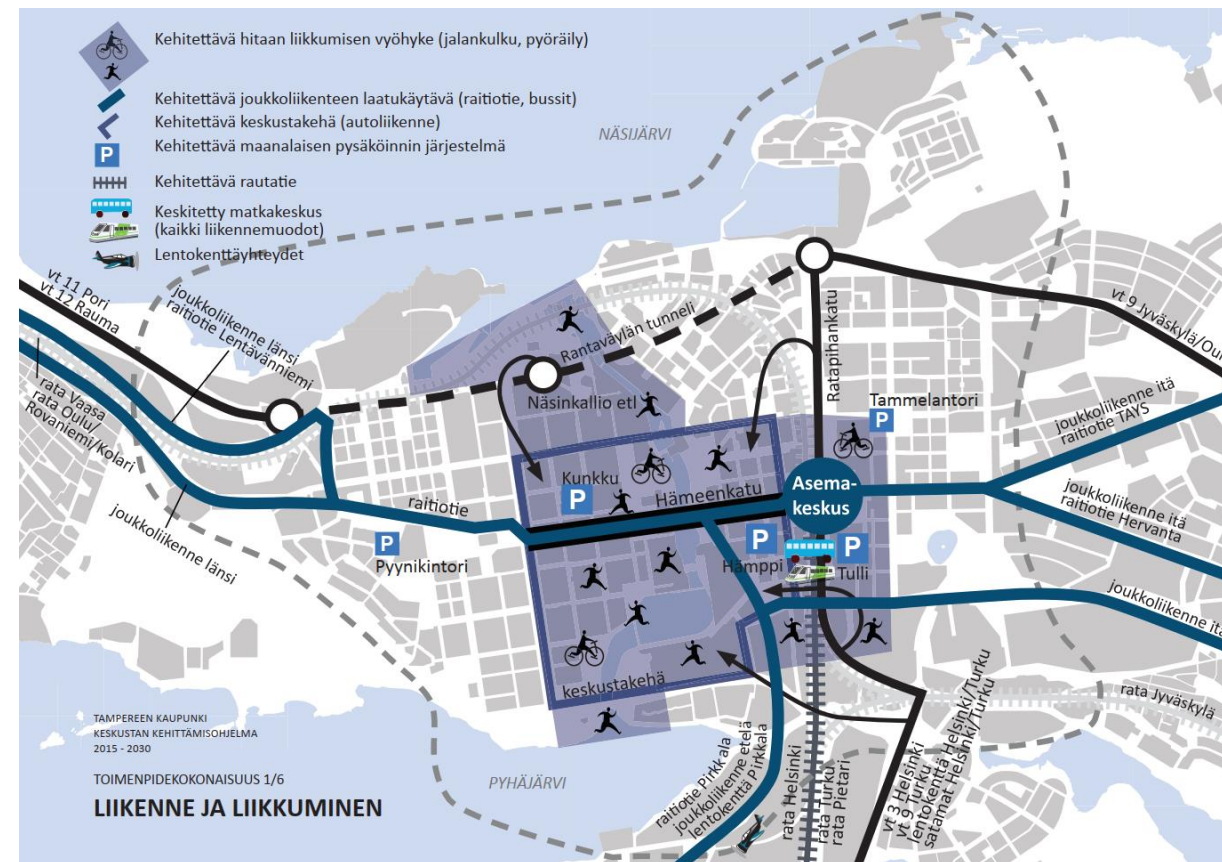 Kehitettävä hitaan liikkumisen vyöhyke (jalankulku, pyöräily)
Kehitettävä joukkoliikenteen laatukäytävä (raitiotie, bussit)
Kehitettävä keskustakehä (autoliikenne)
P
Kehitettävä maanalaisen pysäköinnin järjestelmä
Kehitettävä rautatie
Keskitetty matkakeskus
(kaikki liikennemuodot)
Lentokenttäyhteydet
NÄSIJÄRVI
vt 11 Pori
vt 12 Rauma
joukkoliikenne länsi
raitiotie Lentävänniemi
rata Vaasa
rata Oulu/
Rovaniemi/Kolari
joukkoliikenne länsi
raitiotie
P
Pyynikintori
Rantaväylän tunneli
Näsinkallio etl
Ratapihankatu
vt 9 Jyväskylä/Oul
Tammelantori
P
joukkoliikenne itä
raitiotie TAYS
Kunkku
P
Hämeenkatu
Asema-
keskus
joukkoliikenne itä
raitiotie Hervanta
P
Hämppi
P
Tulli
joukkoliikenne itä
keskustakehä
rata Jyväskylä
raitiotie Pirkkala
joukkoliikenne etelä
lentokenttä Pirkkala
rata Helsinki
rata Turku
rata Pietari
vt 3 Helsinki
vt 9 Turku
lentokenttä Helsinki/Turku
satamat Helsinki/Turku
PYHÄJÄRVI
TAMPEREEN KAUPUNKI
KESKUSTAN KEHITTÄMISOHJELMA
2015 - 2030
TOIMENPIDEKOKONAISUUS 1/6
LIIKENNE JA LIIKKUMINEN